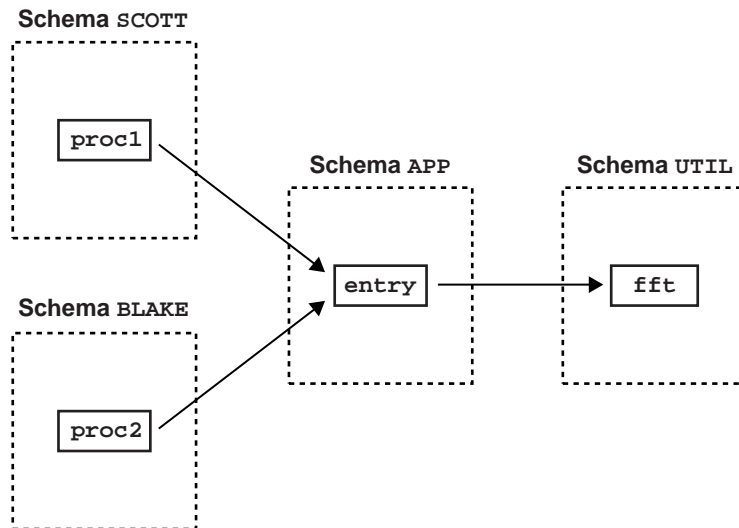 Schema SCOTT
proc1
Schema APP
Schema UTIL
entry
fft
Schema BLAKE
proc2